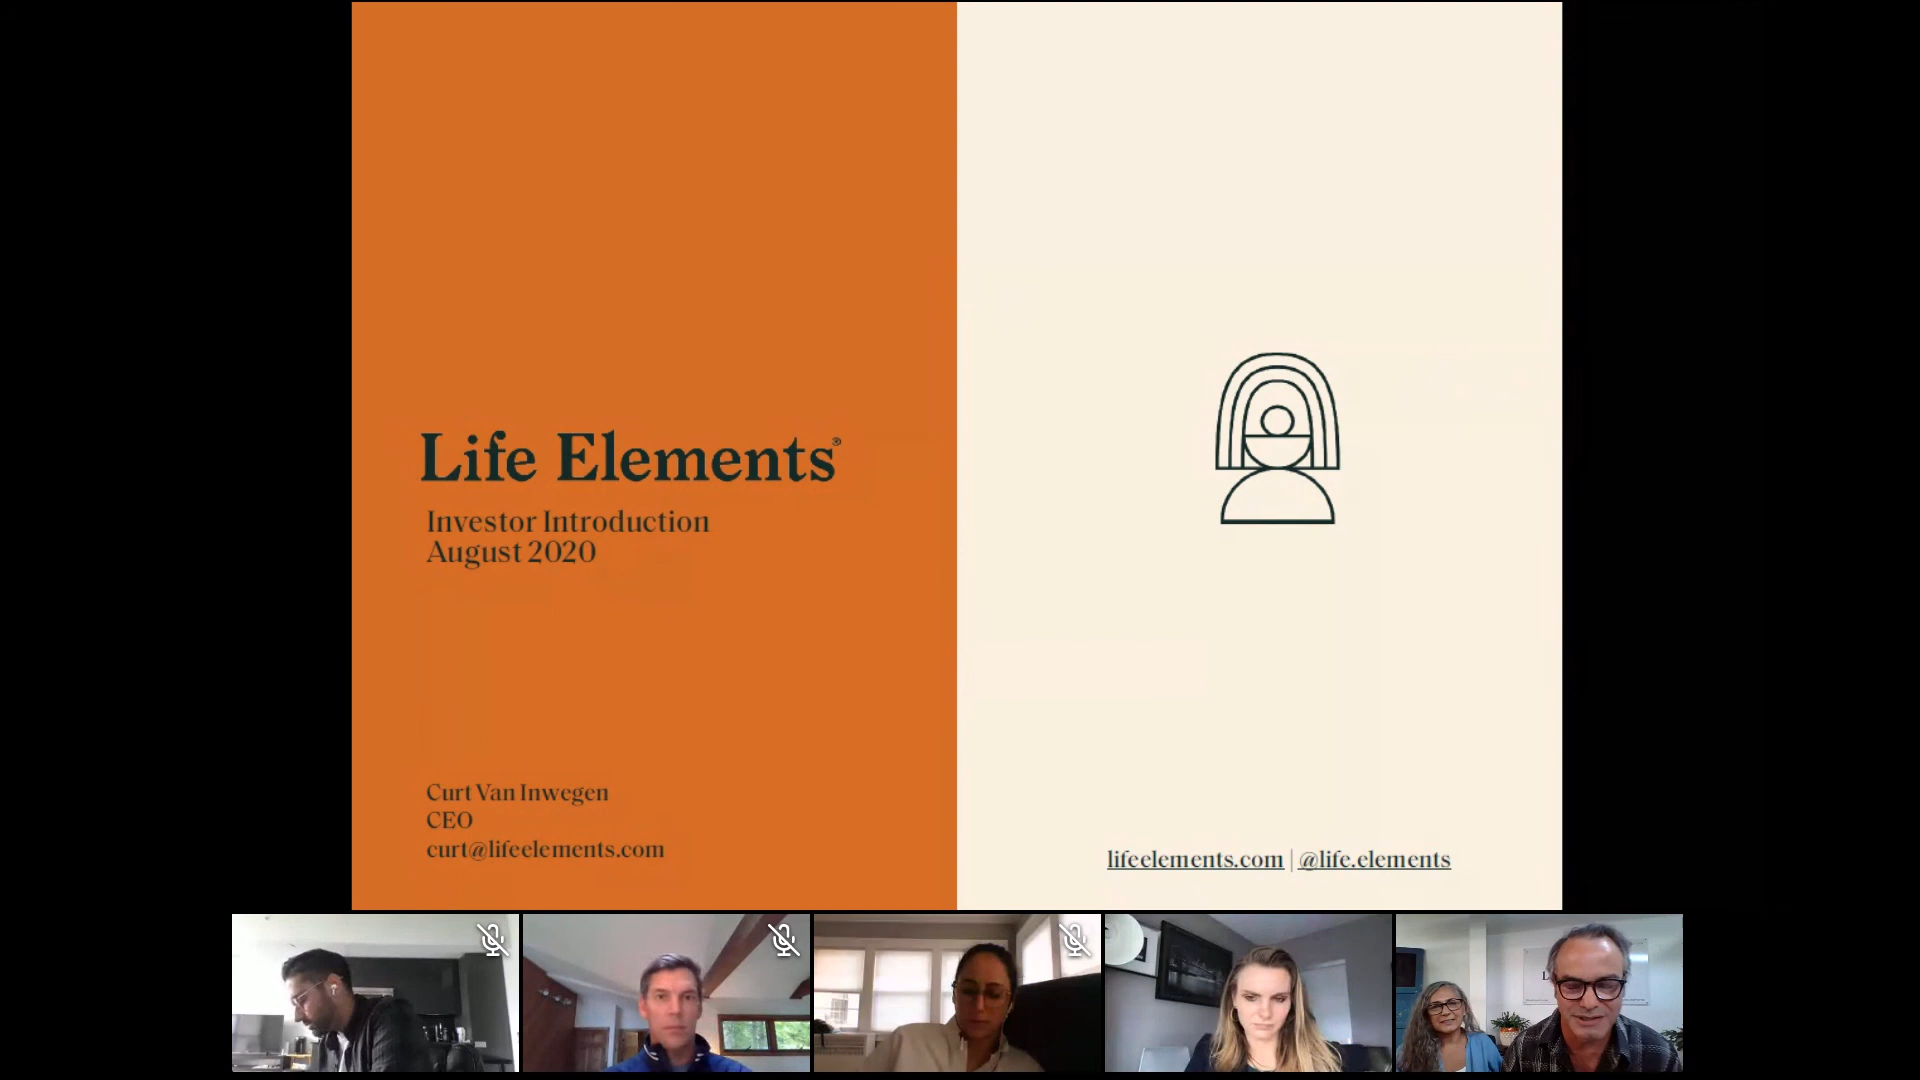 Life Elements®
Investor Introduction
August 2020
Curt Van Inwegen
CEO
curt@lifeelements.com
lifeelements.com | @life.elements